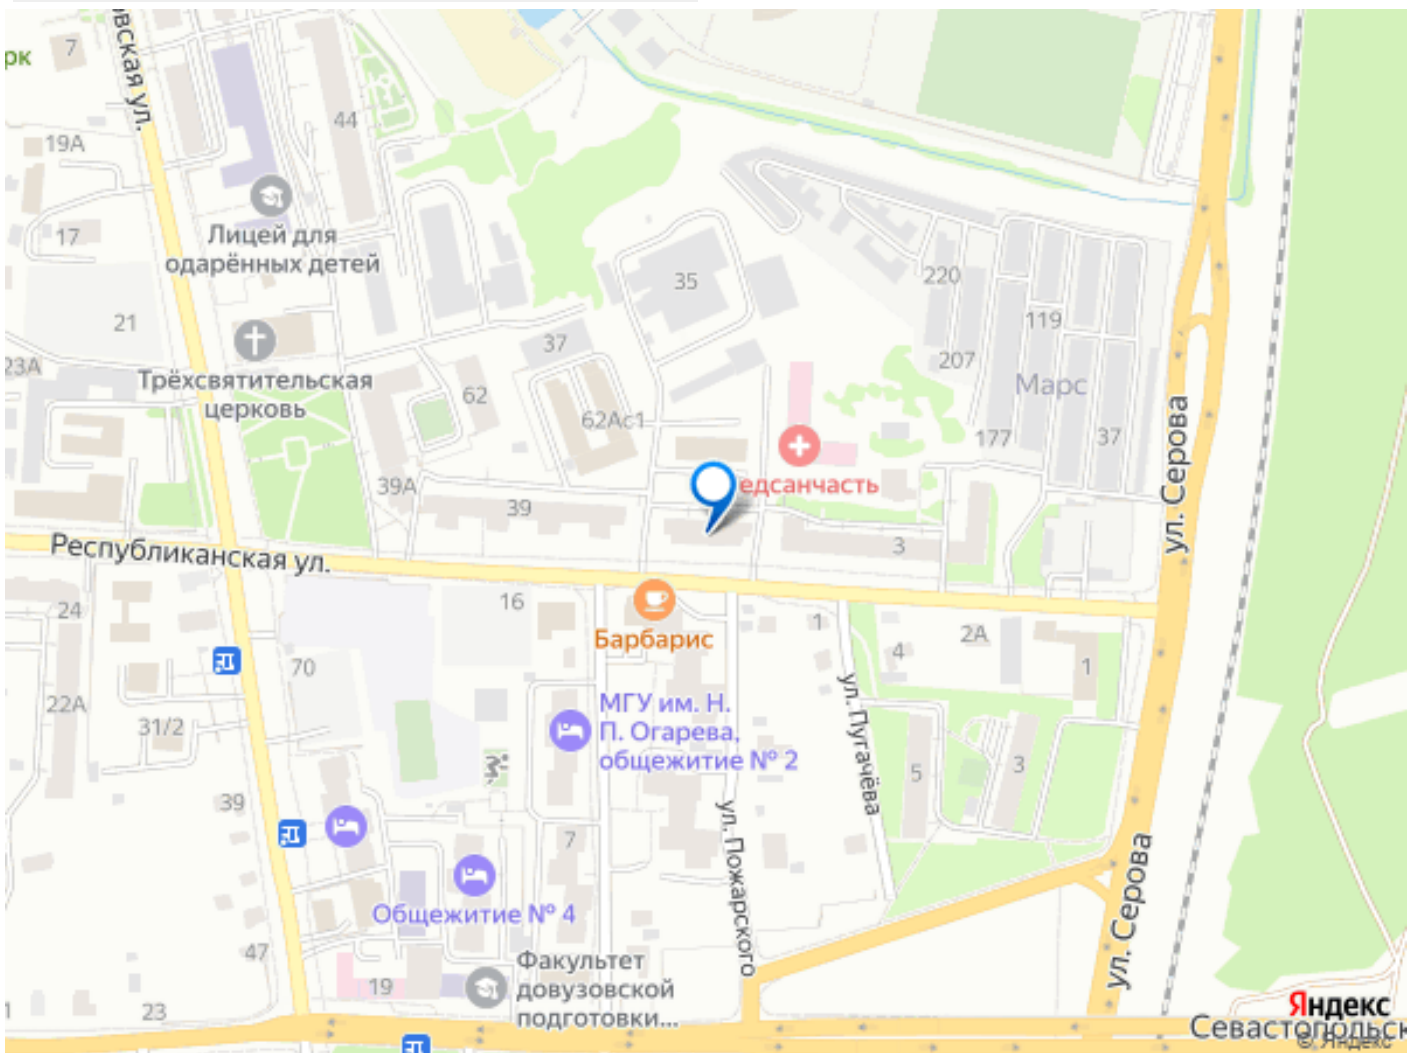 7
рк
вская ул.
44
19А
17
Лицей для
одарённых детей
35
220
21
119
37
23А
Трёхсвятительская
церковь
62
207
Марс
62Ас1
177
37
ул. Серова
39А
39
едсанчасть
Республиканская ул.
3
24
16
Барбарис
1
2А
4
1
70
22А
31/2
МГУ им. Н.
П. Огарева,
общежитие № 2
ул. Пугачёва
5
3
39
7
ул. Пожарского
ул. Серова
Общежитие № 4
47
Факультет
довузовской
подготовки...
19
23
1
Яндекс
Севастопольск
© Яндекс